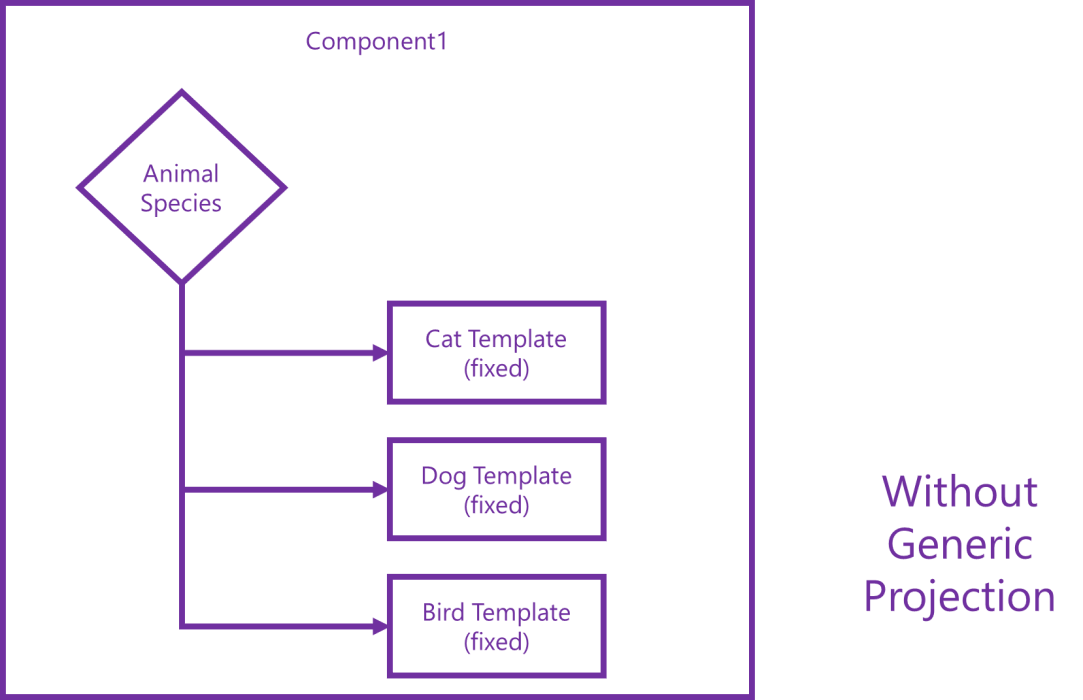 Component1
Animal
Species
Cat Template
(fixed)
Dog Template
(fixed)
Bird Template
(fixed)
Without
Generic
Projection